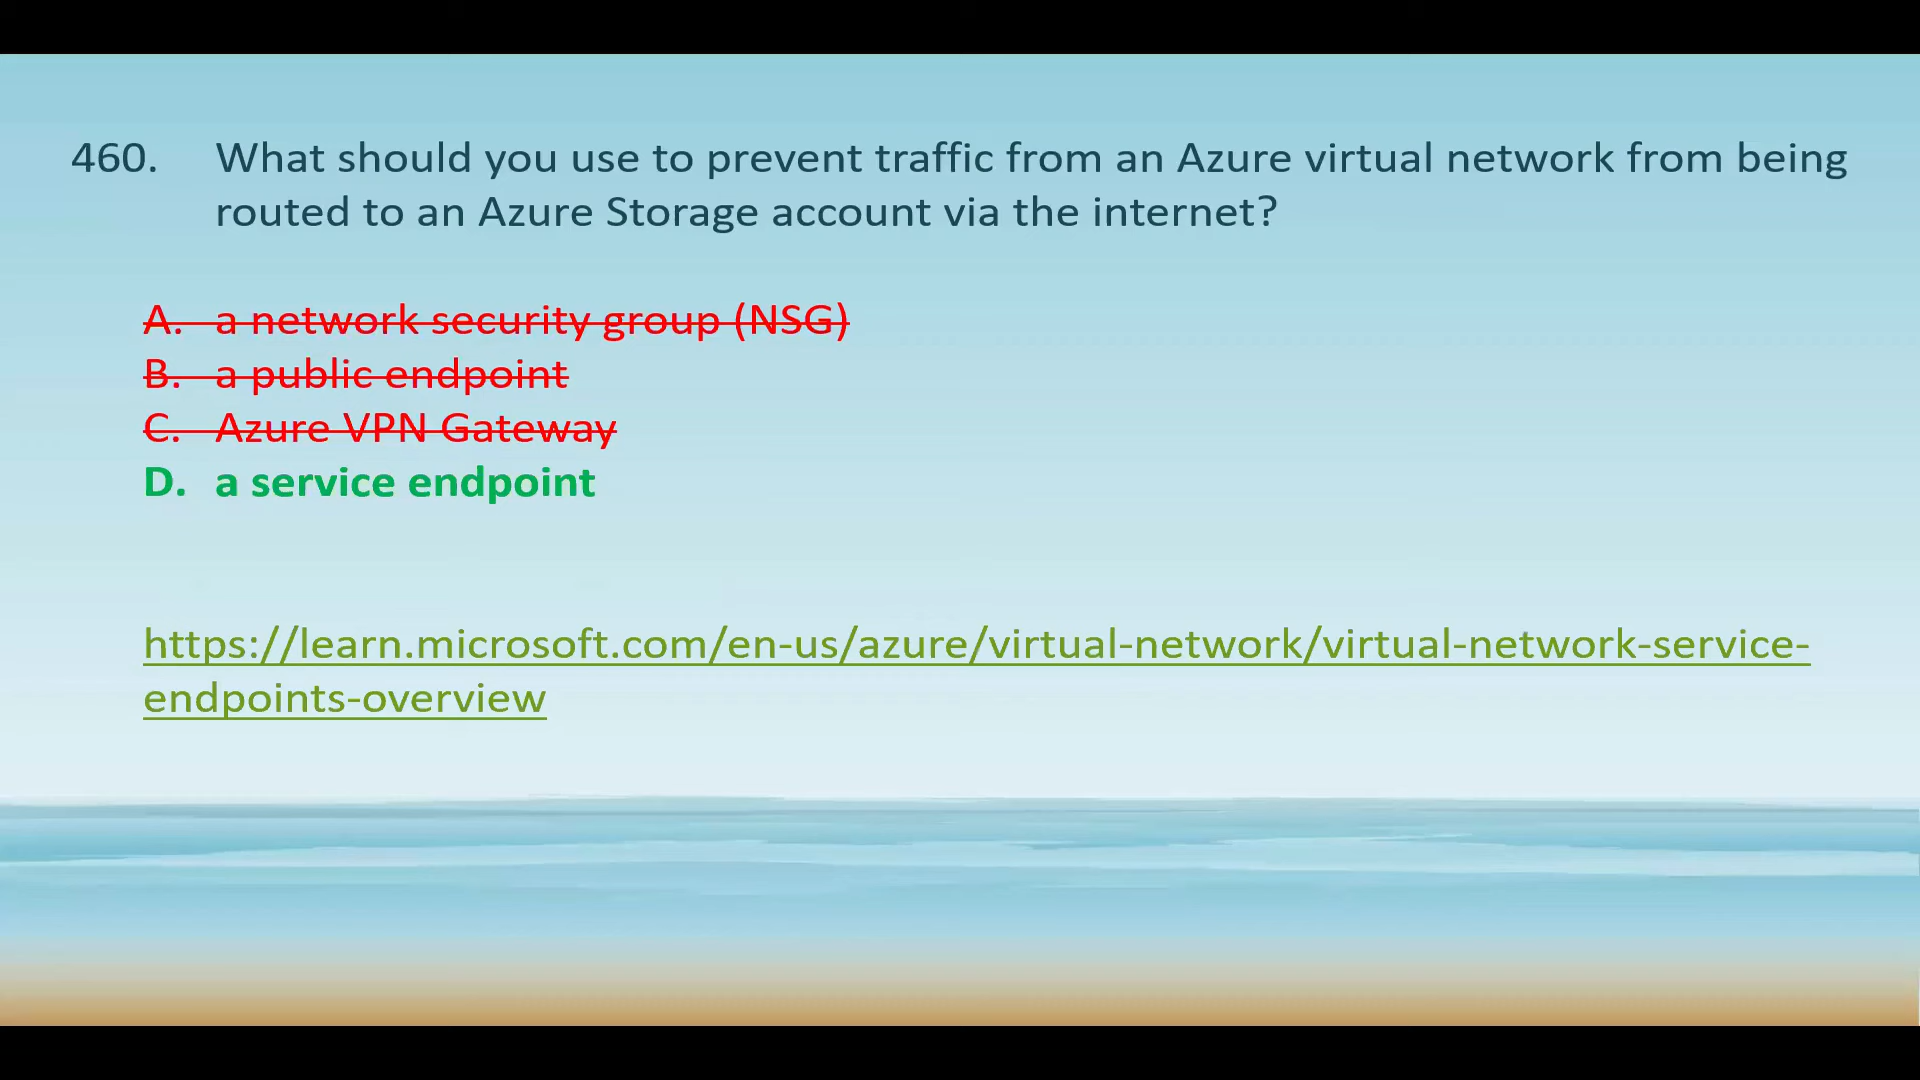 460. What should you use to prevent traffic from an Azure virtual network from being
routed to an Azure Storage account via the internet?
A. a network security group (NSG)
B. a public endpoint
C. Azure VPN Gateway
D. a service endpoint
https://learn.microsoft.com/en-us/azure/virtual-network/virtual-network-service-
endpoints-overview